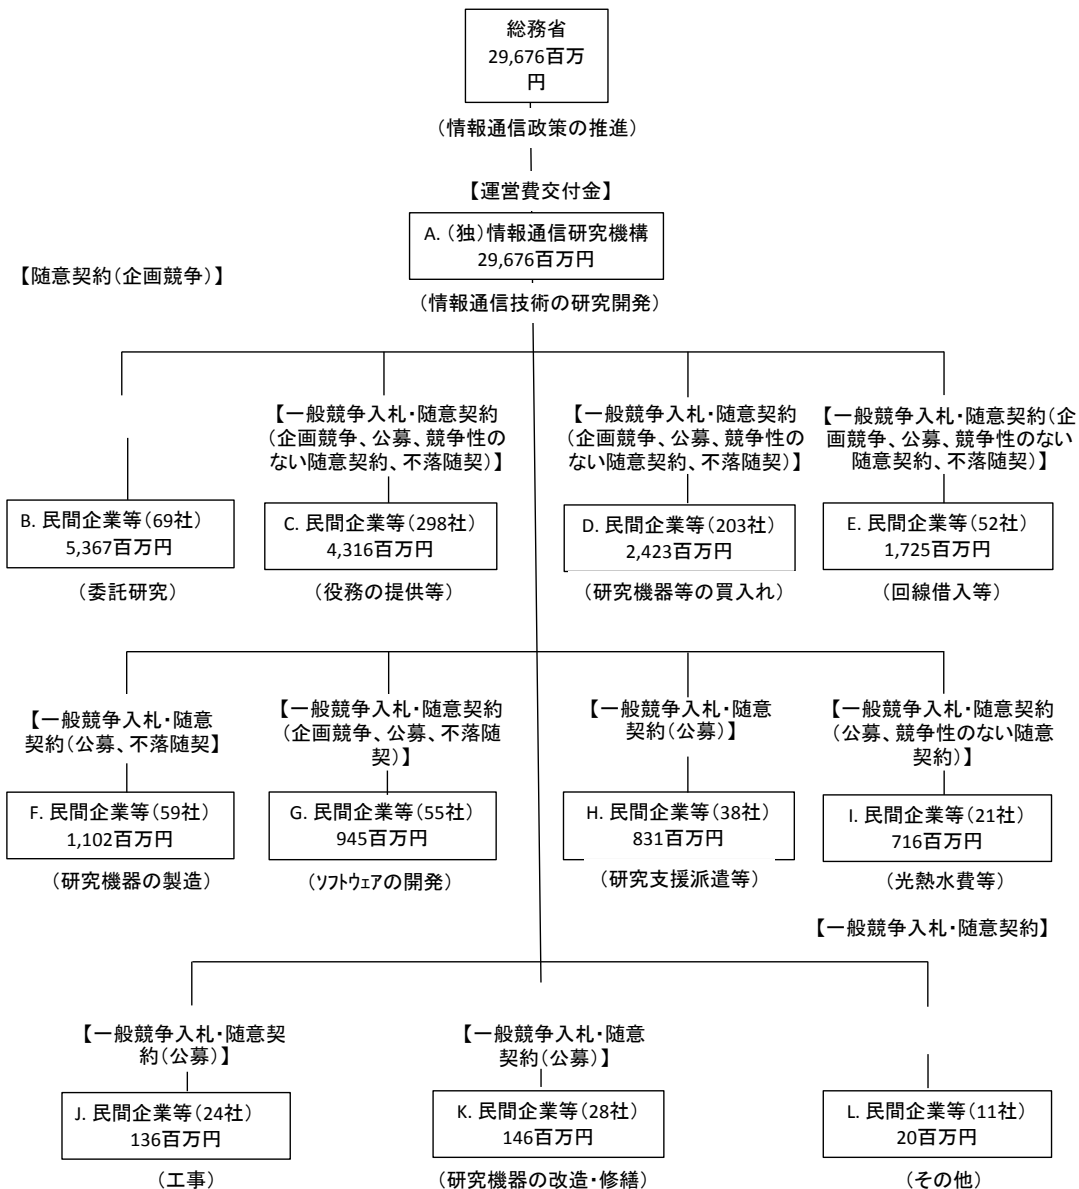 総務省
29,676百万
円
（情報通信政策の推進）
【運営費交付金】
A.（独）情報通信研究機構
29,676百万円
【随意契約（企画競争）】
（情報通信技術の研究開発）
【一般競争入札・随意契約
（企画競争、公募、競争性の
ない随意契約、不落随契）】
【一般競争入札・随意契約
（企画競争、公募、競争性の
ない随意契約、不落随契）】
【一般競争入札・随意契約（企
画競争、公募、競争性のない
随意契約、不落随契）】
B. 民間企業等（69社）
5,367百万円
（委託研究）
C. 民間企業等（298社）
4,316百万円
（役務の提供等）
D. 民間企業等（203社）
2,423百万円
（研究機器等の買入れ）
E. 民間企業等（52社）
1,725百万円
（回線借入等）
【一般競争入札・随意
契約（公募、不落随契】
【一般競争入札・随意契約
（企画競争、公募、不落随
契）】
【一般競争入札・随意
契約（公募）】
【一般競争入札・随意契約
（公募、競争性のない随意
契約）】
F. 民間企業等（59社）
1,102百万円
（研究機器の製造）
G. 民間企業等（55社）
945百万円
（ｿﾌﾄｳｪｱの開発）
H. 民間企業等（38社）
831百万円
（研究支援派遣等）
I. 民間企業等（21社）
716百万円
（光熱水費等）
【一般競争入札・随意契約】
【一般競争入札・随意契
約（公募）】
【一般競争入札・随意
契約（公募）】
J. 民間企業等（24社）
136百万円
（工事）
K. 民間企業等（28社）
146百万円
（研究機器の改造・修繕）
L. 民間企業等（11社）
20百万円
（その他）